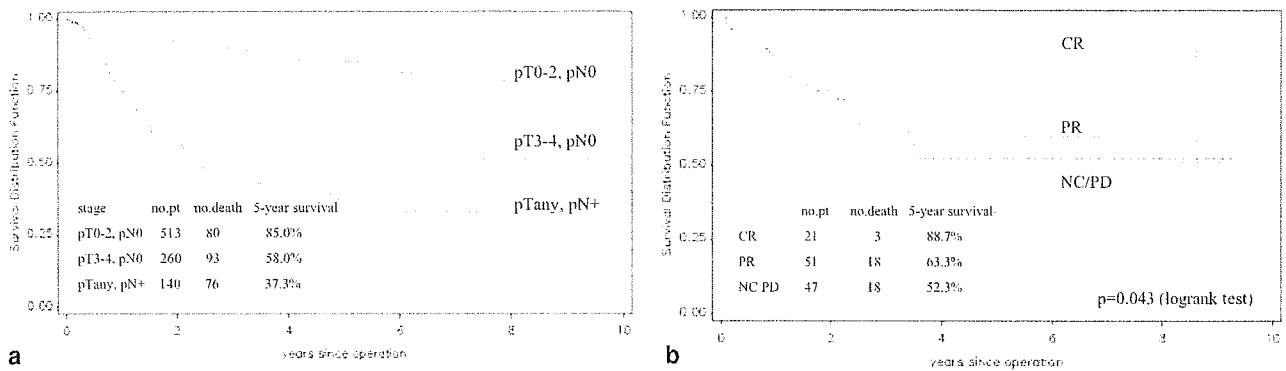 1.00
0.75
0.50
0.25
0.00
Survival Distribution Function
pT0-2, pN0
pT3-4, pN0
pTany, pN+
stage no.pt no.death 5-year survival
pT0-2, pN0 513 80 85.0%
pT3-4, pN0 260 93 58.0%
pTany, pN+ 140 76 37.3%
0 2 4 6 8 10
years since operation
a
1.00
0.75
0.50
0.25
0.00
Survival Distribution Function
CR
PR
NC/PD
no.pt no.death 5-year survival
CR 21 3 88.7%
PR 51 18 63.3%
NC PD 47 18 52.3%
p=0.043 (logrank test)
0 2 4 6 8 10
years since operation
b